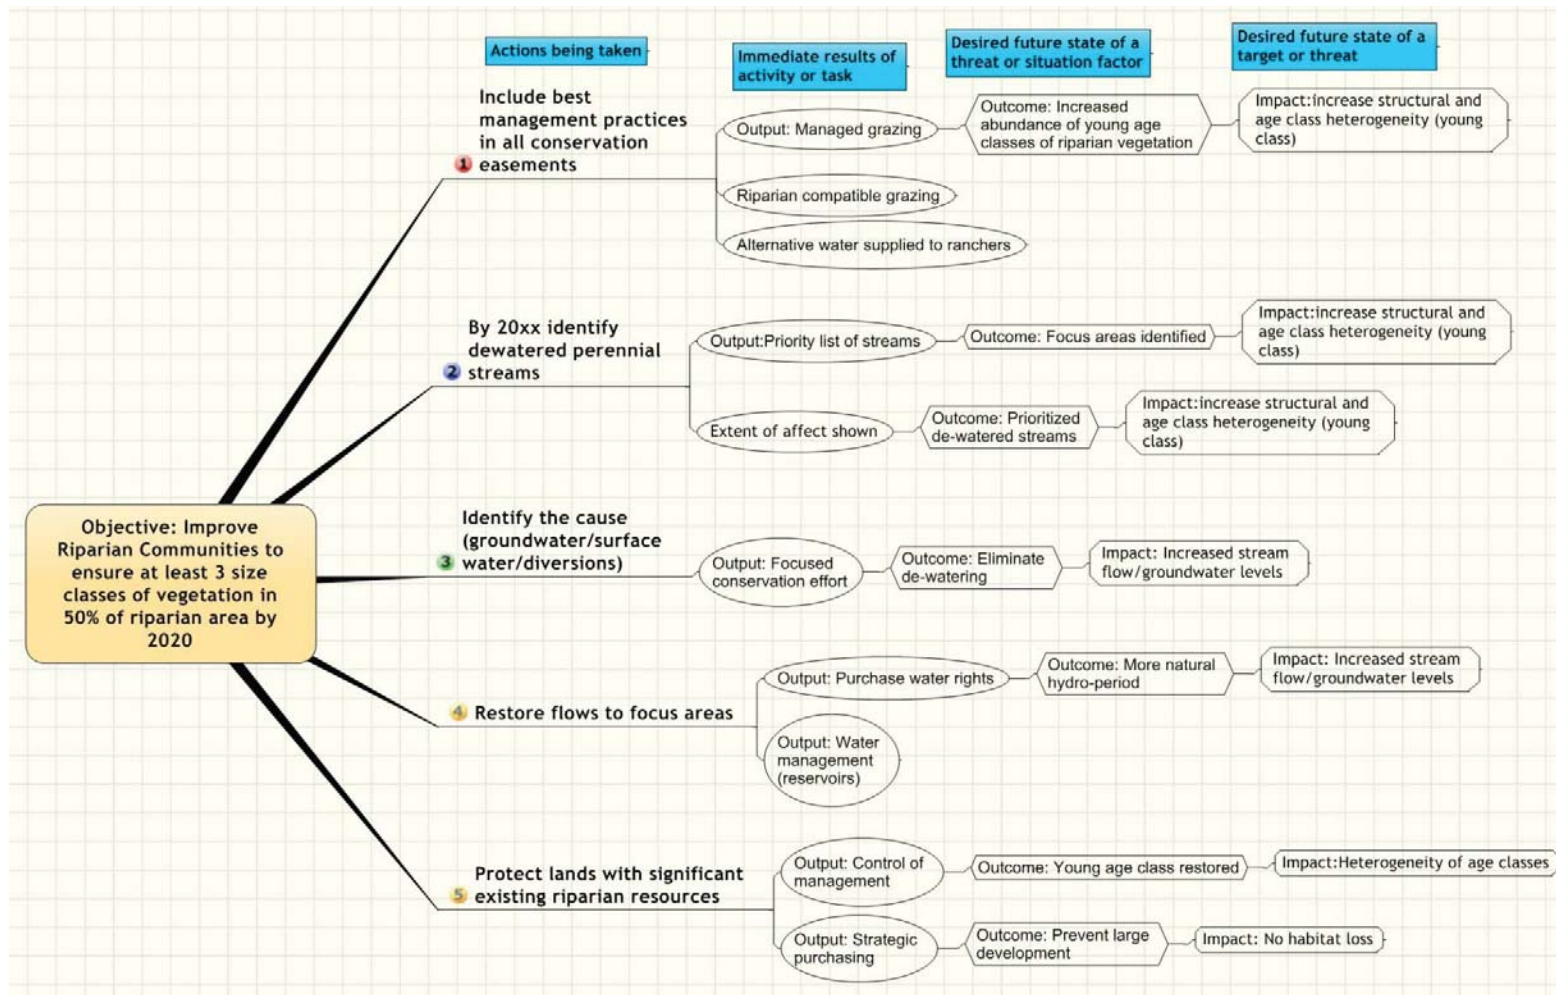 Actions being taken
Immediate results of
activity or task
Desired future state of a
threat or situation factor
Desired future state of a
target or threat
Objective: Improve
Riparian Communities to
ensure at least 3 size
classes of vegetation in
50% of riparian area by
2020
1
Include best
management practices
in all conservation
easements
Output: Managed grazing
Outcome: Increased
abundance of young age
classes of riparian vegetation
Impact:increase structural and
age class heterogeneity (young
class)
Riparian compatible grazing
Alternative water supplied to ranchers
2
By 20xx identify
dewatered perennial
streams
Output:Priority list of streams
Outcome: Focus areas identified
Impact:increase structural and
age class heterogeneity (young
class)
Extent of affect shown
Outcome: Prioritized
de-watered streams
Impact:increase structural and
age class heterogeneity (young
class)
3
Identify the cause
(groundwater/surface
water/diversions)
Output: Focused
conservation effort
Outcome: Eliminate
de-watering
Impact: Increased stream
flow/groundwater levels
4
Restore flows to focus areas
Output: Purchase water rights
Outcome: More natural
hydro-period
Impact: Increased stream
flow/groundwater levels
Output: Water
management
(reservoirs)
5
Protect lands with significant
existing riparian resources
Output: Control of
management
Outcome: Young age class restored
Impact:Heterogeneity of age classes
Output: Strategic
purchasing
Outcome: Prevent large
development
Impact: No habitat loss